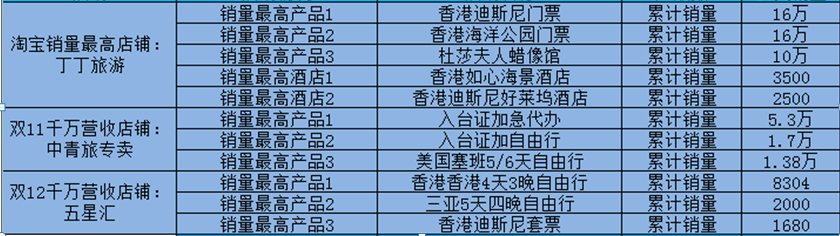 淘宝销量最高店铺：
丁丁旅游
销量最高产品1 香港迪斯尼门票 累计销量 16万
销量最高产品2 香港海洋公园门票 累计销量 16万
销量最高产品3 杜莎夫人蜡像馆 累计销量 10万
销量最高酒店1 香港如心海景酒店 累计销量 3500
销量最高酒店2 香港迪斯尼好莱坞酒店 累计销量 2500
双11千万营收店铺：
中青旅专卖
销量最高产品1 入台证加急代办 累计销量 5.3万
销量最高产品2 入台证加自由行 累计销量 1.7万
销量最高产品3 美国塞班5/6天自由行 累计销量 1.38万
双12千万营收店铺：
五星汇
销量最高产品1 香港香港4天3晚自由行 累计销量 8304
销量最高产品2 三亚5天四晚自由行 累计销量 2000
销量最高产品3 香港迪斯尼套票 累计销量 1680